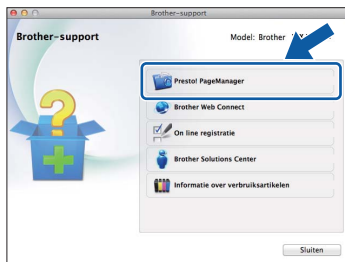 Brother-support
Brother-support
Model: Brother
Presto! PageManager
Brother Web Connect
On line registratie
Brother Solutions Center
Informatie over verbruiksartikelen
Sluiten